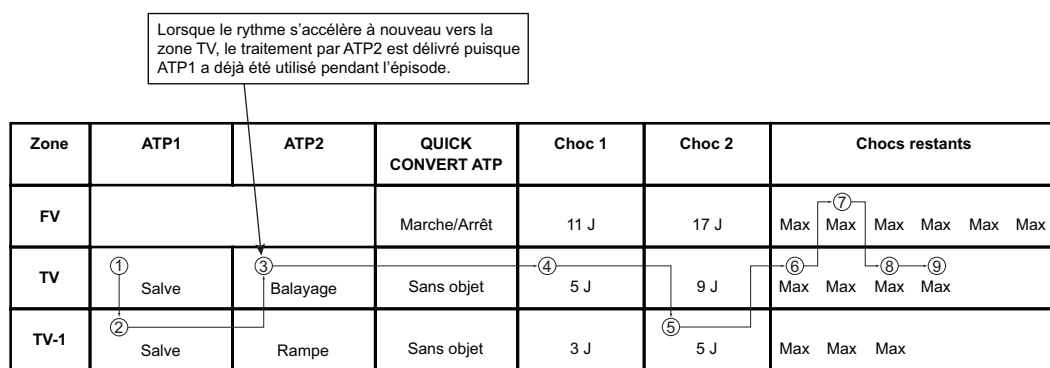 Lorsque le rythme s’accélère à nouveau vers la
zone TV, le traitement par ATP2 est délivré puisque
ATP1 a déjà été utilisé pendant l’épisode.
Zone ATP1 ATP2 QUICK CONVERT ATP Choc 1 Choc 2 Chocs restants
FV Marche/Arrêt 11 J 17 J Max Max Max Max Max Max
7
TV Salve Balayage Sans objet 5 J 9 J Max Max Max Max
1 3 4 6 8 9
TV-1 Salve Rampe Sans objet 3 J 5 J Max Max Max
2 5